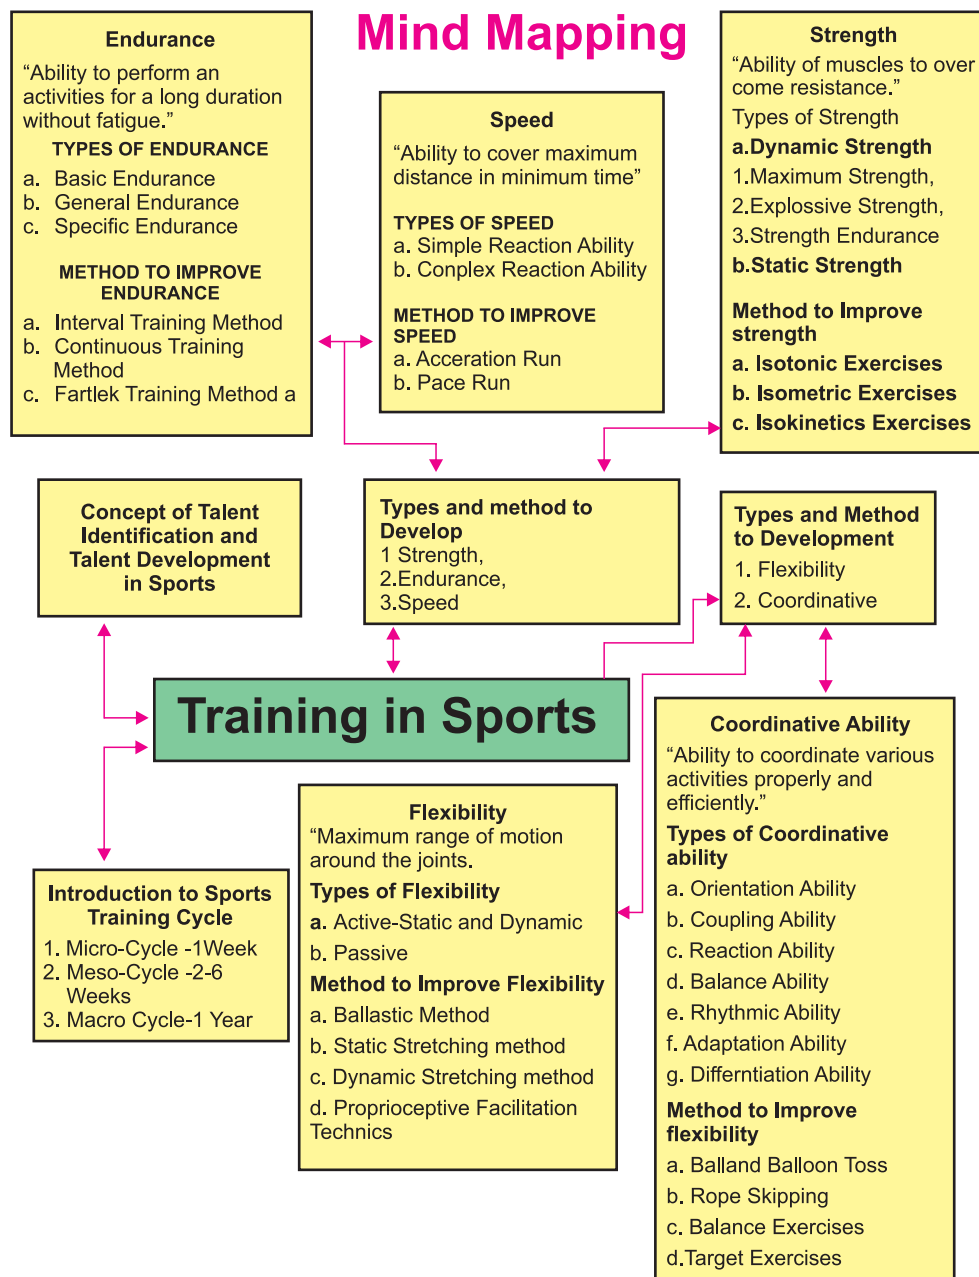 Mind Mapping
Endurance
“Ability to perform an
activities for a long duration
without fatigue.”
TYPES OF ENDURANCE
a. Basic Endurance
b. General Endurance
c. Specific Endurance
METHOD TO IMPROVE
ENDURANCE
a. Interval Training Method
b. Continuous Training
Method
c. Fartlek Training Method a
Speed
“Ability to cover maximum
distance in minimum time”
TYPES OF SPEED
a. Simple Reaction Ability
b. Conplex Reaction Ability
METHOD TO IMPROVE
SPEED
a. Acceration Run
b. Pace Run
Strength
“Ability of muscles to over
come resistance.”
Types of Strength
a.Dynamic Strength
1.Maximum Strength,
2.Explossive Strength,
3.Strength Endurance
b.Static Strength
Method to Improve
strength
a. Isotonic Exercises
b. Isometric Exercises
c. Isokinetics Exercises
Concept of Talent
Identification and
Talent Development
in Sports
Types and method to
Develop
1 Strength,
2.Endurance,
3.Speed
Types and Method
to Development
1. Flexibility
2. Coordinative
Training in Sports
Introduction to Sports
Training Cycle
1. Micro-Cycle -1Week
2. Meso-Cycle -2-6
Weeks
3. Macro Cycle-1 Year
Flexibility
“Maximum range of motion
around the joints.
Types of Flexibility
a. Active-Static and Dynamic
b. Passive
Method to Improve Flexibility
a. Ballastic Method
b. Static Stretching method
c. Dynamic Stretching method
d. Proprioceptive Facilitation
Technics
Coordinative Ability
“Ability to coordinate various
activities properly and
efficiently.”
Types of Coordinative
ability
a. Orientation Ability
b. Coupling Ability
c. Reaction Ability
d. Balance Ability
e. Rhythmic Ability
f. Adaptation Ability
g. Differntiation Ability
Method to Improve
flexibility
a. Balland Balloon Toss
b. Rope Skipping
c. Balance Exercises
d.Target Exercises